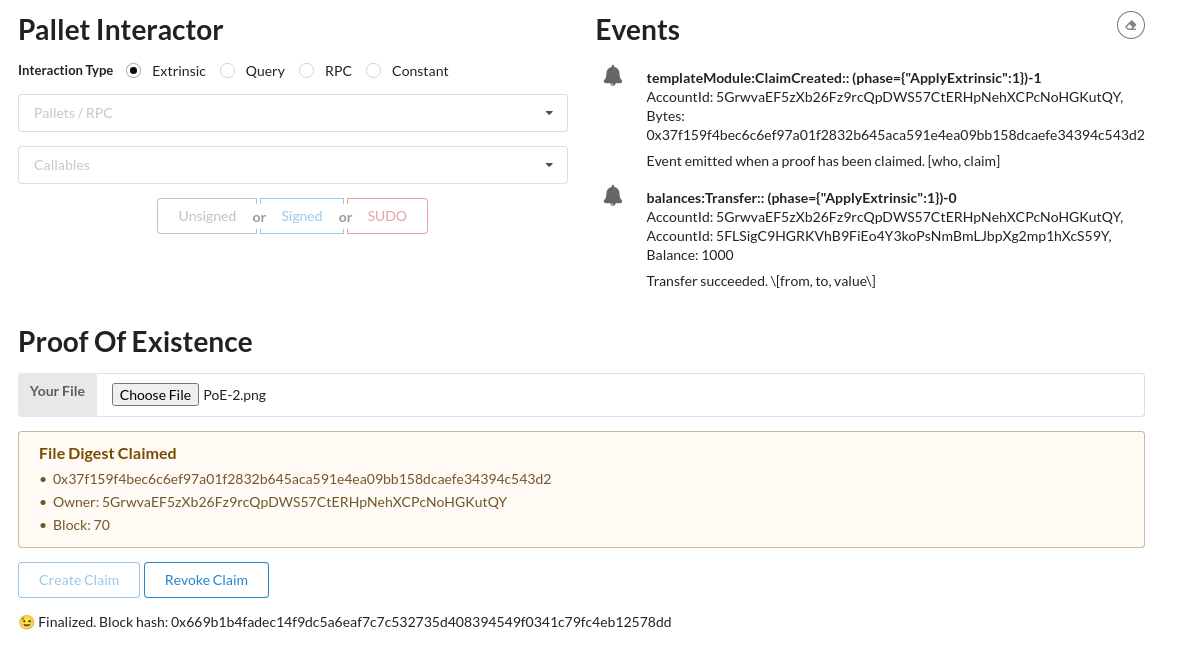 Pallet Interactor
Interaction Type Extrinsic Query RPC Constant
Pallets / RPC
Callables
Unsigned or Signed or SUDO
Events
templateModule:ClaimCreated:: (phase={"ApplyExtrinsic":1})-1
AccountId: 5GrwvaEF5zXb26Fz9rcQpDWS57CtERHpNehXCPcNoHGKutQY,
Bytes:
0x37f159f4bec6c6ef97a01f2832b645aca591e4ea09bb158dcaefe34394c543d2
Event emitted when a proof has been claimed. [who, claim]
balances:Transfer:: (phase={"ApplyExtrinsic":1})-0
AccountId: 5GrwvaEF5zXb26Fz9rcQpDWS57CtERHpNehXCPcNoHGKutQY,
AccountId: 5FLSigC9HGRKVhB9FiEo4Y3koPsNmBmLJbpXg2mp1hXcS59Y,
Balance: 1000
Transfer succeeded. \[from, to, value\]
Proof Of Existence
Your File Choose File PoE-2.png
File Digest Claimed
• 0x37f159f4bec6c6ef97a01f2832b645aca591e4ea09bb158dcaefe34394c543d2
• Owner: 5GrwvaEF5zXb26Fz9rcQpDWS57CtERHpNehXCPcNoHGKutQY
• Block: 70
Create Claim Revoke Claim
😉 Finalized. Block hash: 0x669b1b4fadec14f9dc5a6eaf7c7c532735d408394549f0341c79fc4eb12578dd